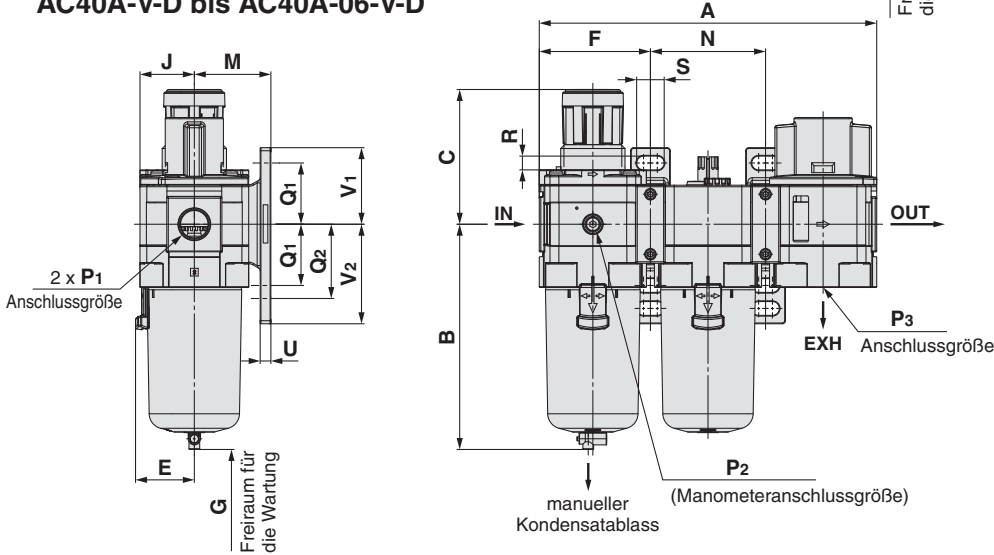 AC40A-V-D bis AC40A-06-V-D
A
F
N
S
J
M
R
C
Q1
V1
IN
OUT
Q1
Q2
V2
2 x P1
Anschlussgröße
B
U
P3
EXH
Anschlussgröße
E
G
Freiraum für
die Wartung
P2
(Manometeranschlussgröße)
manueller
Kondensatablass